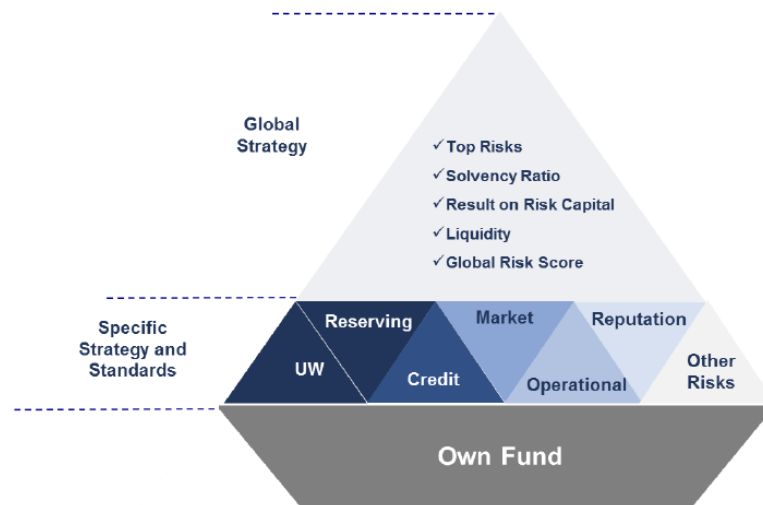 Global
Strategy
✓Top Risks
✓Solvency Ratio
✓Result on Risk Capital
✓Liquidity
✓Global Risk Score
Specific
Strategy and
Standards
Reserving
Market
Reputation
UW
Credit
Operational
Other
Risks
Own Fund